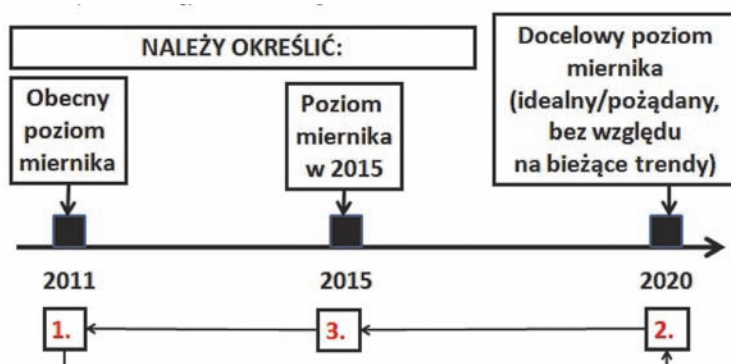 NALEŻY OKREŚLIĆ:
Obecny
poziom
miernika
Poziom
miernika
w 2015
Docelowy poziom
miernika
(idealny/pożądany,
bez względu
na bieżące trendy)
2011
2015
2020
1.
3.
2.